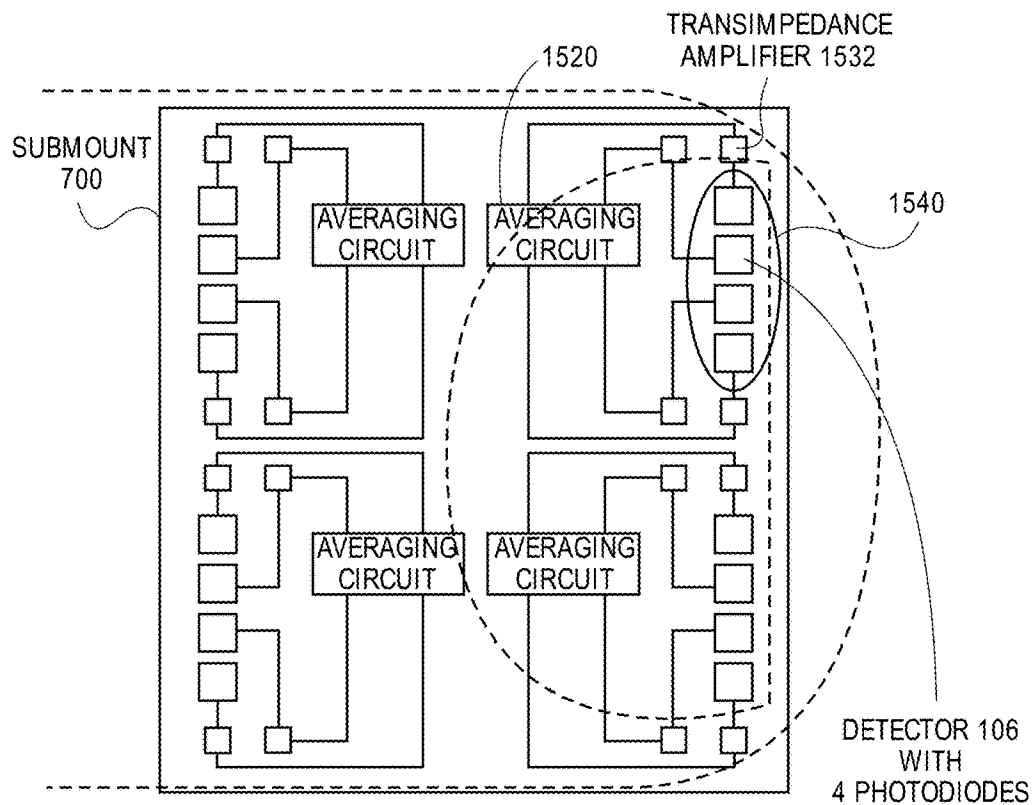 TRANSIMPEDANCE
AMPLIFIER 1532
1520
SUBMOUNT
700
1540
AVERAGING
CIRCUIT
AVERAGING
CIRCUIT
AVERAGING
CIRCUIT
AVERAGING
CIRCUIT
DETECTOR 106
WITH
4 PHOTODIODES